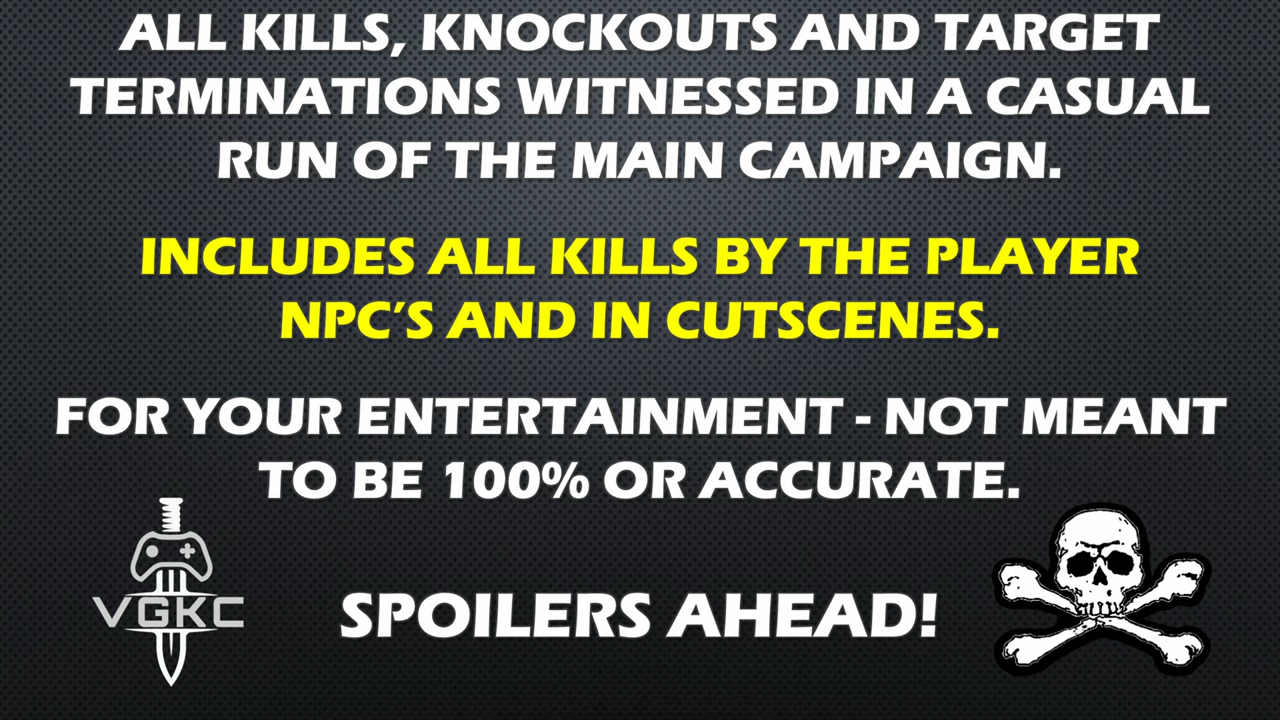 ALL KILLS, KNOCKOUTS AND TARGET
TERMINATIONS WITNESSED IN A CASUAL
RUN OF THE MAIN CAMPAIGN.
INCLUDES ALL KILLS BY THE PLAYER
NPC'S AND IN CUTSCENES.
FOR YOUR ENTERTAINMENT - NOT MEANT
TO BE 100% OR ACCURATE.
VGKC
SPOILERS AHEAD!